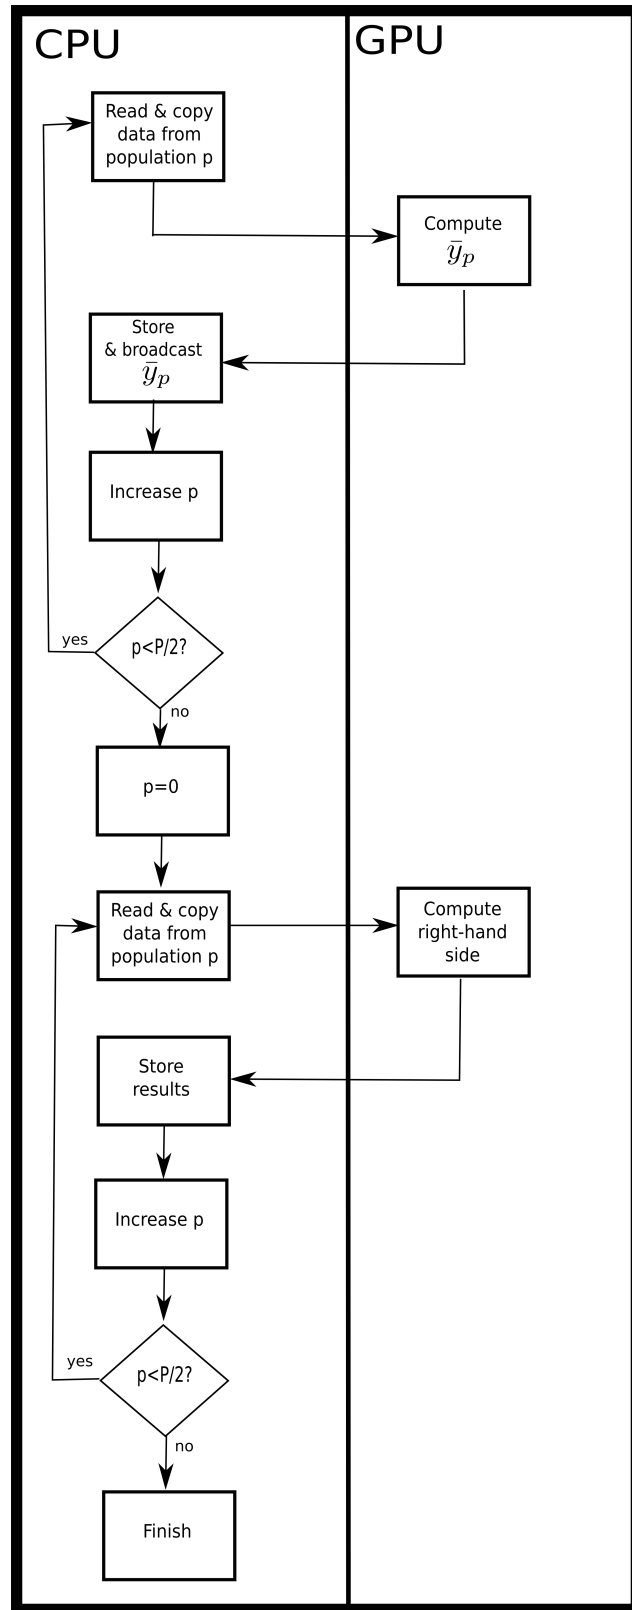 CPU
GPU
Read & copy
data from
population p
Compute
ȳₚ
Store
& broadcast
ȳₚ
Increase p
p<P/2?
yes
no
p=0
Read & copy
data from
population p
Compute
right-hand
side
Store
results
Increase p
p<P/2?
yes
no
Finish